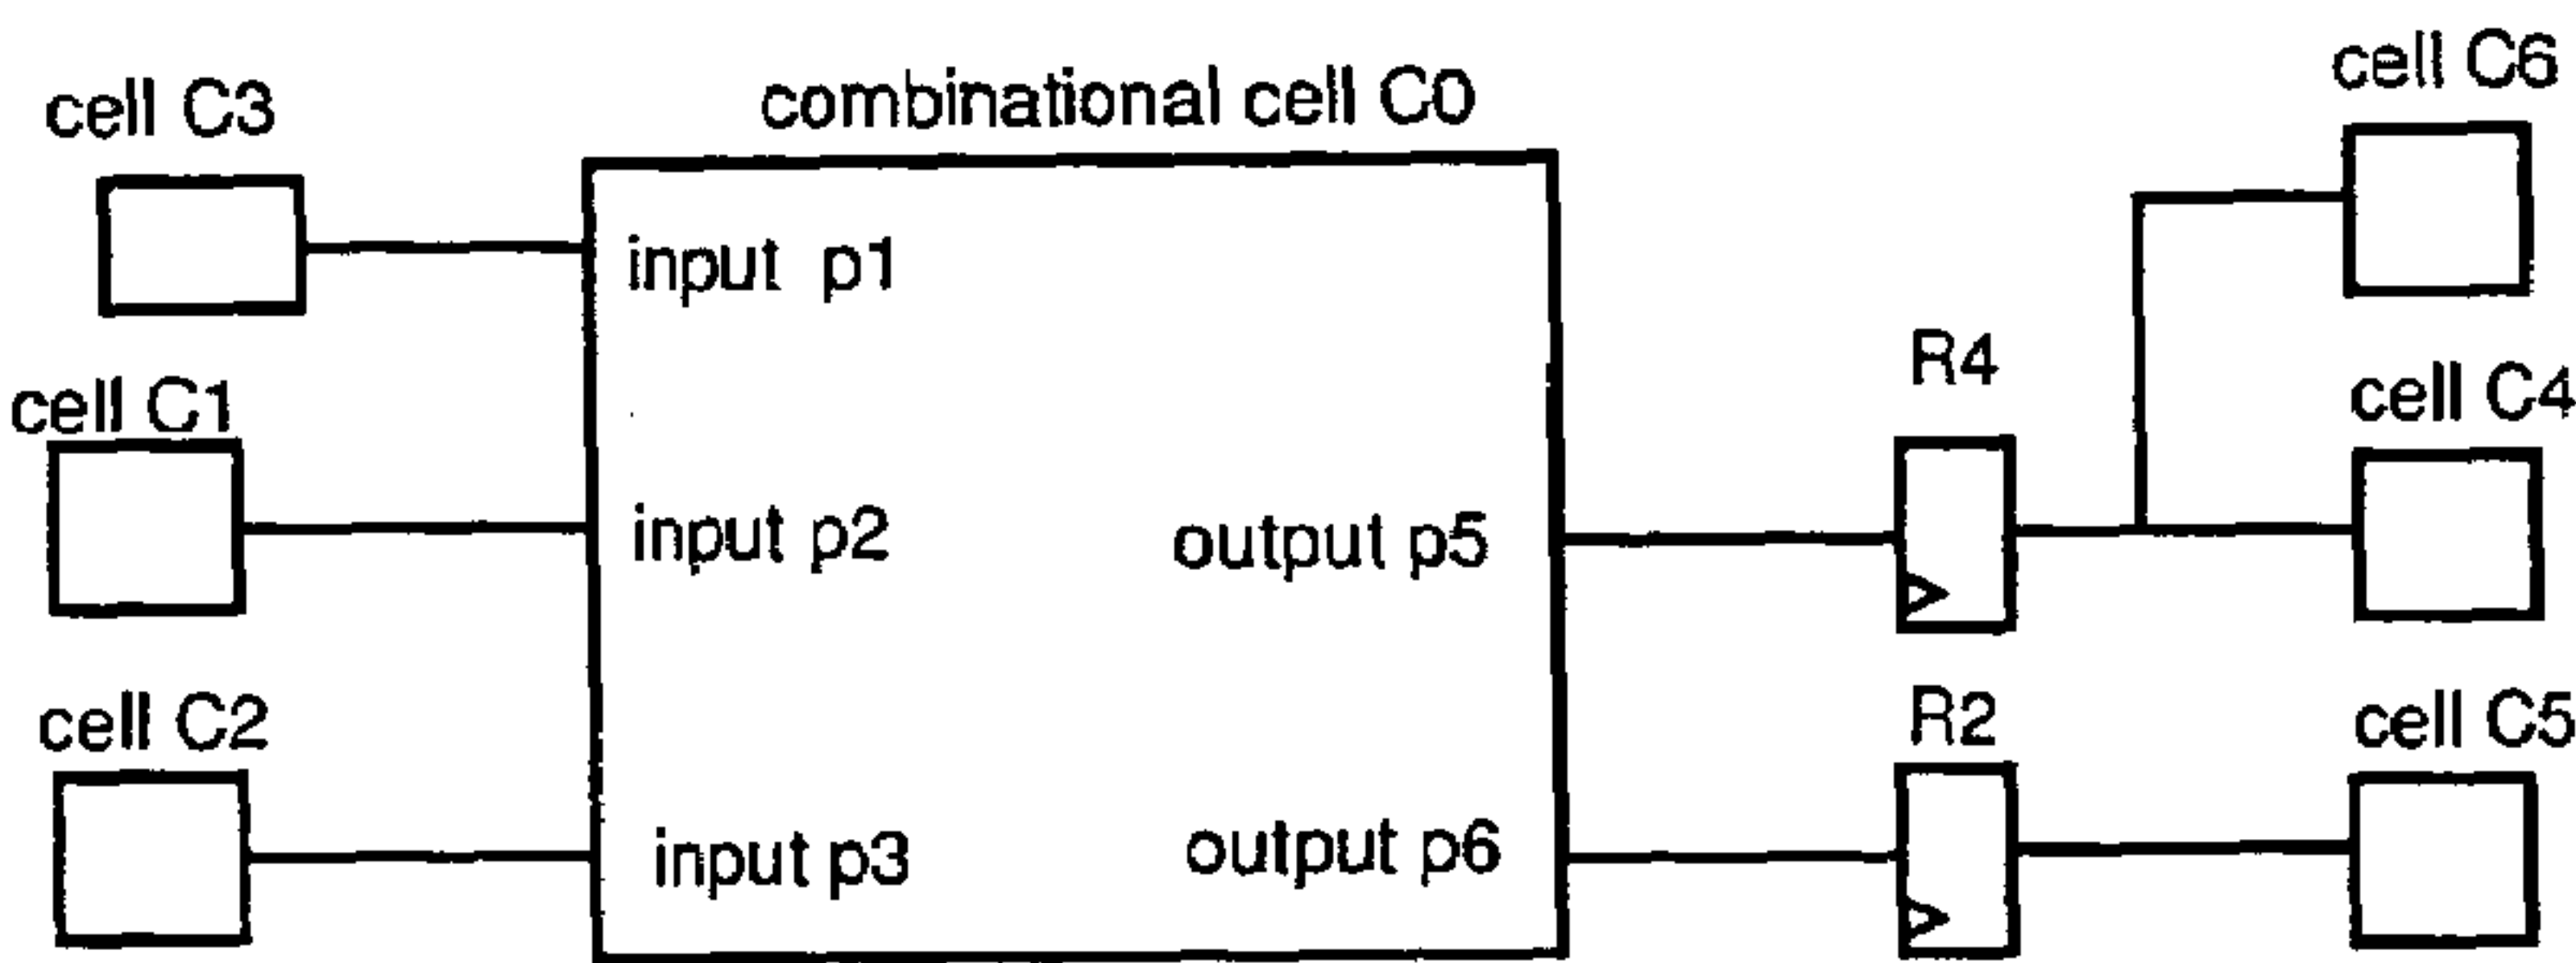 cell C3
combinational cell C0
cell C6
input p1
R4
cell C1
cell C4
input p2
output p5
cell C2
R2
cell C5
input p3
output p6